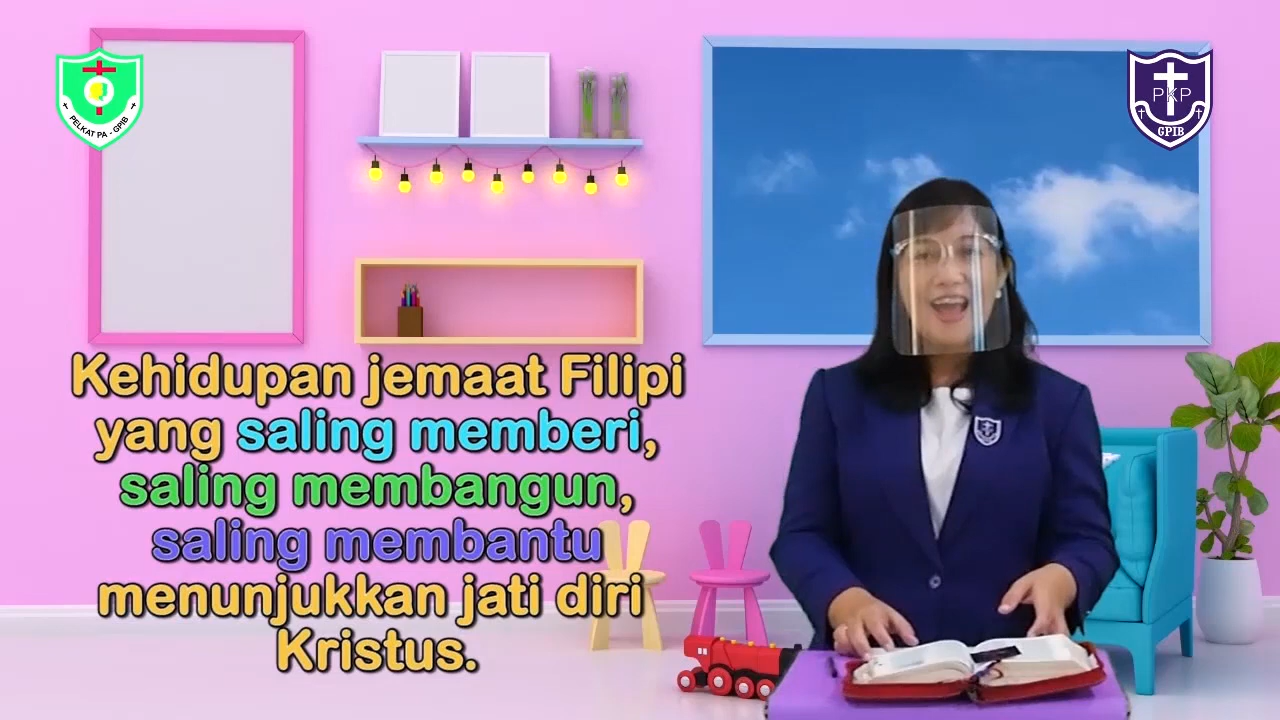 PELKAT PA - GPIB
PKP
GPIB
Kehidupan jemaat Filipi
yang saling memberi,
saling membangun,
saling membantu
menunjukkan jati diri
Kristus.